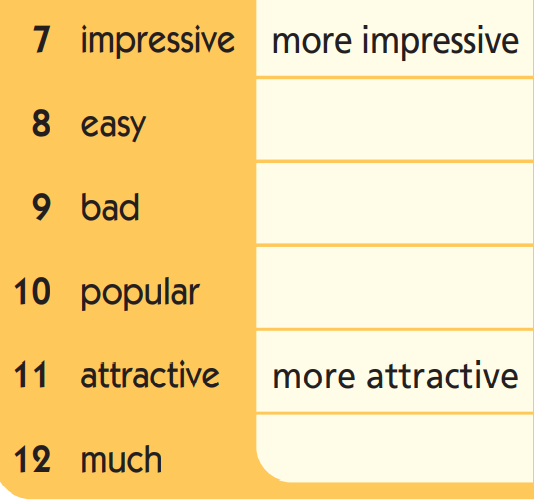 7 impressive more impressive
8 easy
9 bad
10 popular
11 attractive more attractive
12 much